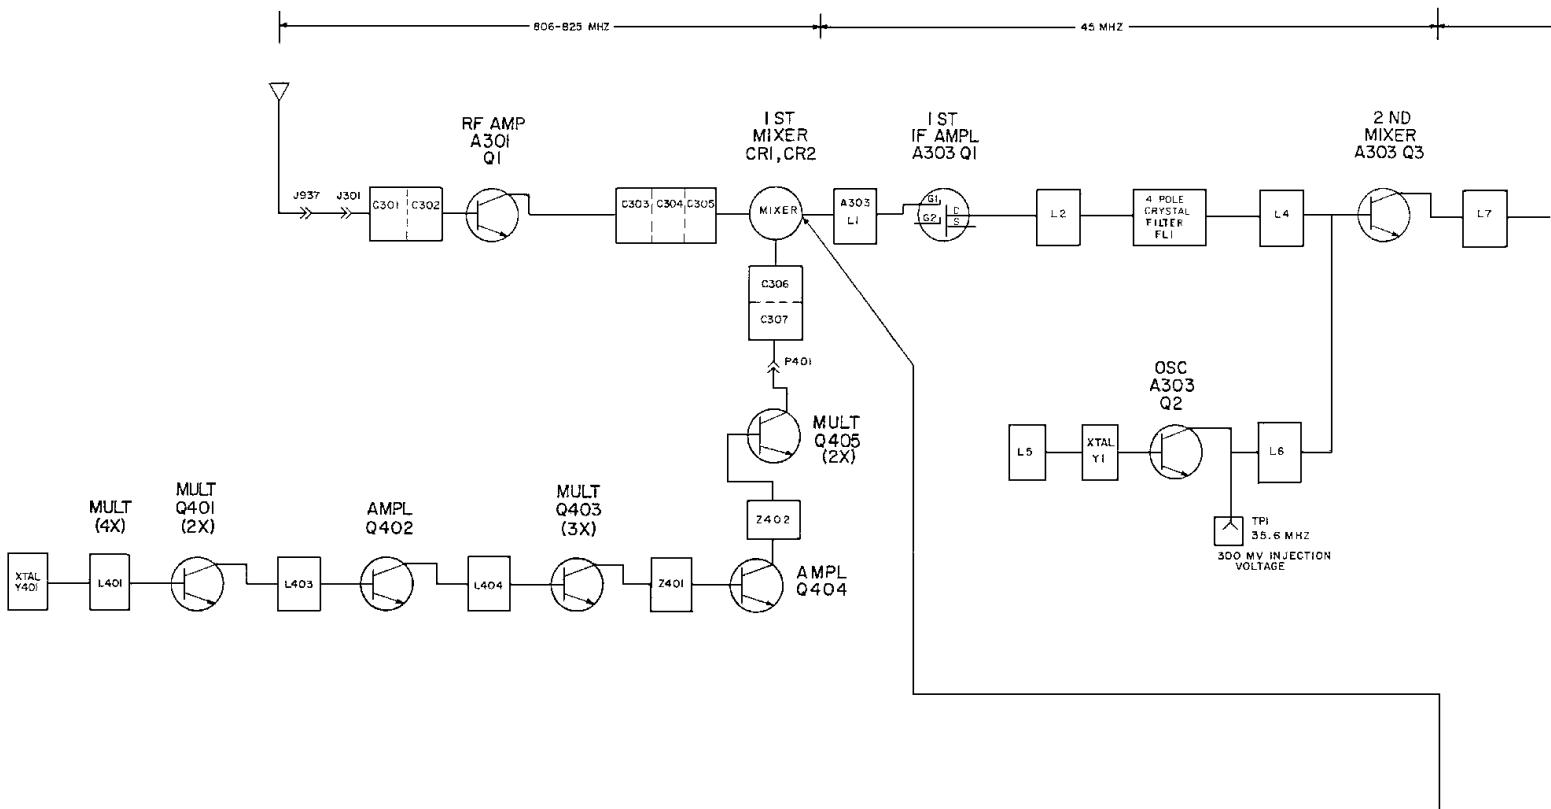 806-825 MHZ
45 MHZ
RF AMP
A301
Q1
1 ST
MIXER
CR1, CR2
1 ST
IF AMPL
A303 Q1
2 ND
MIXER
A303 Q3
J937
J301
C301
C302
C303
C304
C305
MIXER
A303
L1
G1
G2
D
S
L2
4 POLE
CRYSTAL
FILTER
FL1
L4
L7
C306
C307
P401
MULT
Q405
(2X)
OSC
A303
Q2
L5
XTAL
Y1
L6
TP1
35.6 MHZ
300 MV INJECTION
VOLTAGE
MULT
(4X)
MULT
Q401
(2X)
AMPL
Q402
MULT
Q403
(3X)
Z402
AMPL
Q404
XTAL
Y401
L401
L403
L404
Z401